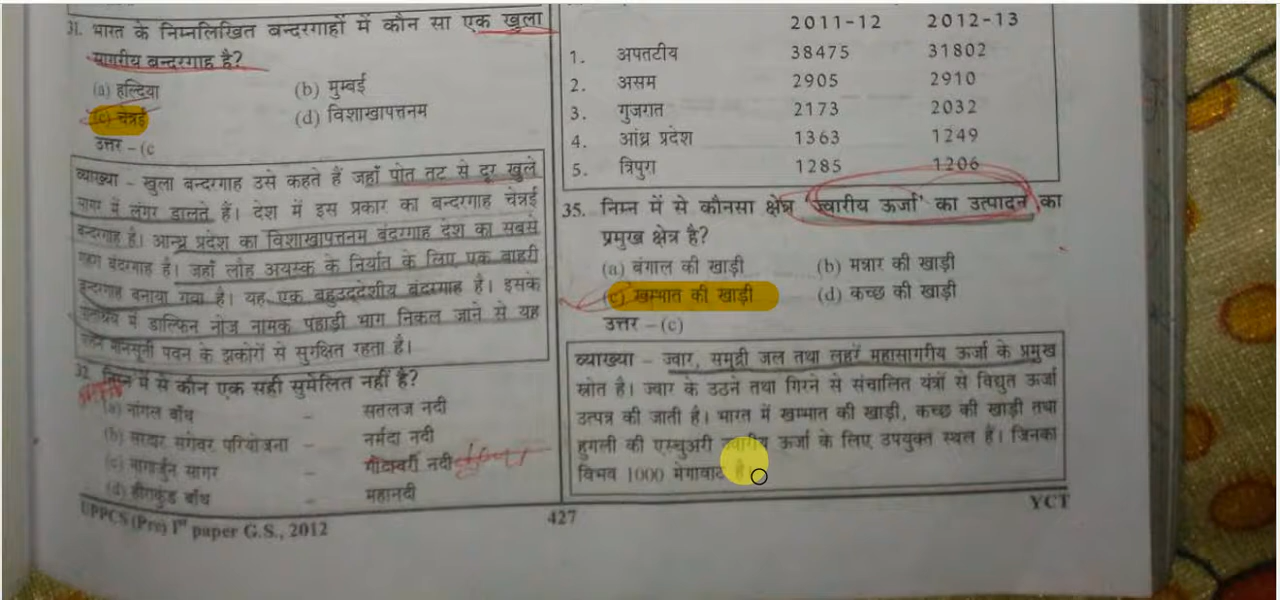 31. भारत के निम्नलिखित बन्दरगाहों में कौन सा एक खुला
सागरीय बन्दरगाह है?
(a) हल्दिया (b) मुम्बई
(c) चेन्नई (d) विशाखापत्तनम
उत्तर – (c
व्याख्या – खुला बन्दरगाह उसे कहते हैं जहाँ पोत तट से दूर खुले
सागर में लंगर डालते हैं। देश में इस प्रकार का बन्दरगाह चेन्नई
बन्दरगाह है। आन्ध्र प्रदेश का विशाखापत्तनम बंदरगाह देश का सबसे
गहरा बंदरगाह है। जहाँ लौह अयस्क के निर्यात के लिए एक बाहरी
बन्दरगाह बनाया गया है। यह एक बहुउद्देशीय बंदरगाह है। इसके
में डाल्फिन नोज नामक पहाड़ी भाग निकल जाने से यह
मानसूनी पवन के झकोरों से सुरक्षित रहता है।
32. निम्न में से कौन एक सही सुमेलित नहीं है?
(a) नांगल बाँध – सतलज नदी
(b) सरदार सरोवर परियोजना – नर्मदा नदी
(c) नागार्जुन सागर – गोदावरी नदी
(d) हीराकुंड बाँध – महानदी
UPPCS (Pre) Ist paper G.S., 2012
427
2011-12 2012-13
1. अपतटीय 38475 31802
2. असम 2905 2910
3. गुजरात 2173 2032
4. आंध्र प्रदेश 1363 1249
5. त्रिपुरा 1285 1206
35. निम्न में से कौनसा क्षेत्र 'ज्वारीय ऊर्जा' का उत्पादन का
प्रमुख क्षेत्र है?
(a) बंगाल की खाड़ी (b) मन्नार की खाड़ी
(c) खम्भात की खाड़ी (d) कच्छ की खाड़ी
उत्तर – (c)
व्याख्या – ज्वार, समुद्री जल तथा लहरें महासागरीय ऊर्जा के प्रमुख
स्रोत है। ज्वार के उठने तथा गिरने से संचालित यंत्रों से विद्युत ऊर्जा
उत्पन्न की जाती है। भारत में खम्भात की खाड़ी, कच्छ की खाड़ी तथा
हुगली की एस्चुअरी ज्वारीय ऊर्जा के लिए उपयुक्त स्थल हैं। जिनका
विभव 1000 मेगावाट है।
YCT